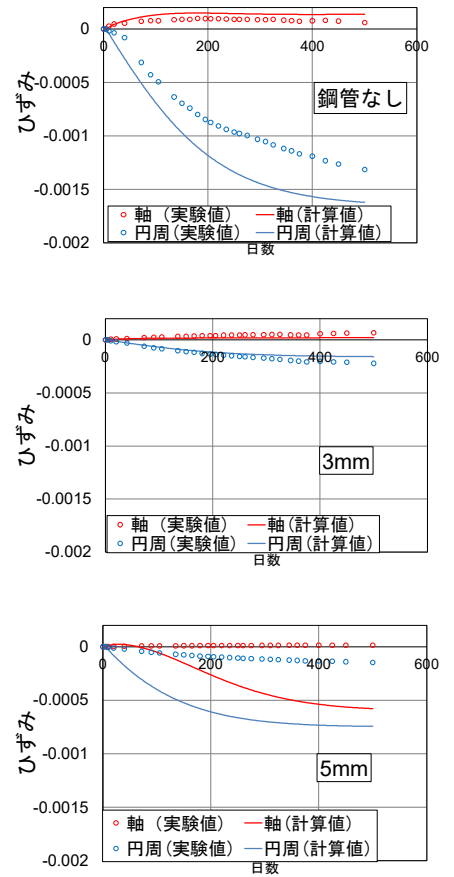 0
0 200 400 600
-0.0005
-0.001
-0.0015
-0.002
ひずみ
鋼管なし
軸 (実験値) 軸(計算値)
円周(実験値) 円周(計算値)
日数
0
0 200 400 600
-0.0005
-0.001
-0.0015
-0.002
ひずみ
3mm
軸 (実験値) 軸(計算値)
円周(実験値) 円周(計算値)
日数
0
0 200 400 600
-0.0005
-0.001
-0.0015
-0.002
ひずみ
5mm
軸 (実験値) 軸(計算値)
円周(実験値) 円周(計算値)
日数